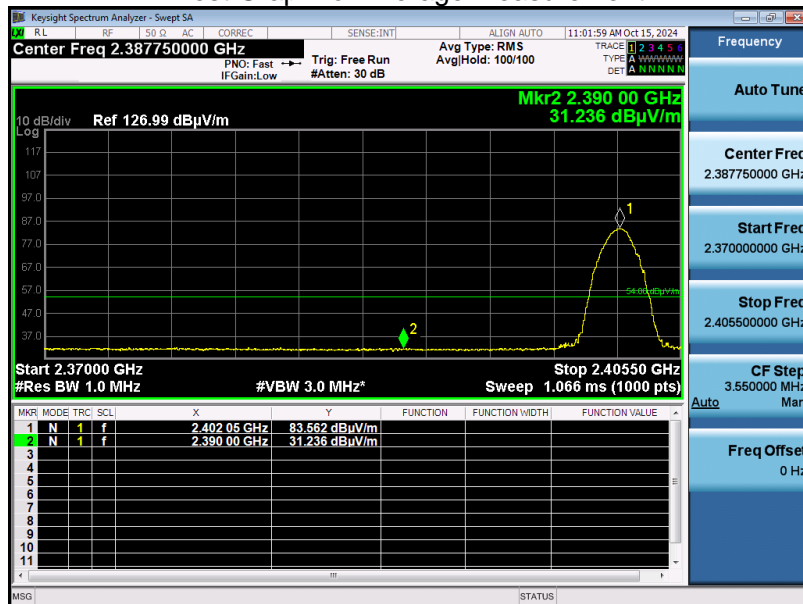 Keysight Spectrum Analyzer - Swept SA
LXI RL RF 50 Ω AC CORREC SENSE:INT ALIGN AUTO 11:01:59 AM Oct 15, 2024
Center Freq 2.387750000 GHz
PNO: Fast
IFGain:Low
Trig: Free Run
#Atten: 30 dB
Avg Type: RMS
Avg|Hold: 100/100
TRACE 1 2 3 4 5 6
TYPE A WWWWW
DET A N N N N N
Mkr2 2.390 00 GHz
31.236 dBµV/m
10 dB/div Ref 126.99 dBµV/m
Log
117
107
97.0
87.0
77.0
67.0
57.0
47.0
37.0
1
54.00 dBµV/m
2
Start 2.37000 GHz Stop 2.40550 GHz
#Res BW 1.0 MHz #VBW 3.0 MHz* Sweep 1.066 ms (1000 pts)
MKR MODE TRC SCL X Y FUNCTION FUNCTION WIDTH FUNCTION VALUE
1 N 1 f 2.402 05 GHz 83.562 dBµV/m
2 N 1 f 2.390 00 GHz 31.236 dBµV/m
3
4
5
6
7
8
9
10
11
MSG STATUS
Frequency
Auto Tune
Center Freq
2.387750000 GHz
Start Freq
2.370000000 GHz
Stop Freq
2.405500000 GHz
CF Step
3.550000 MHz
Auto Man
Freq Offset
0 Hz